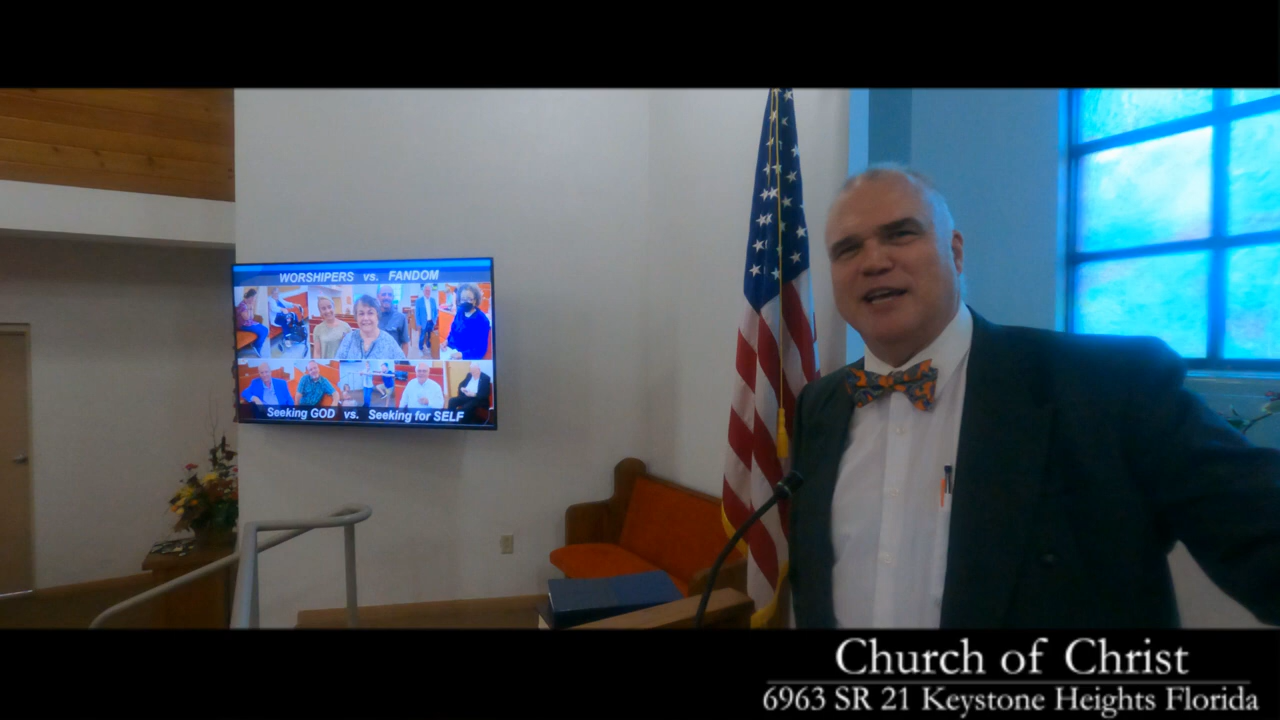 WORSHIPERS vs. FANDOM
Seeking GOD vs. Seeking for SELF
Church of Christ
6963 SR 21 Keystone Heights Florida